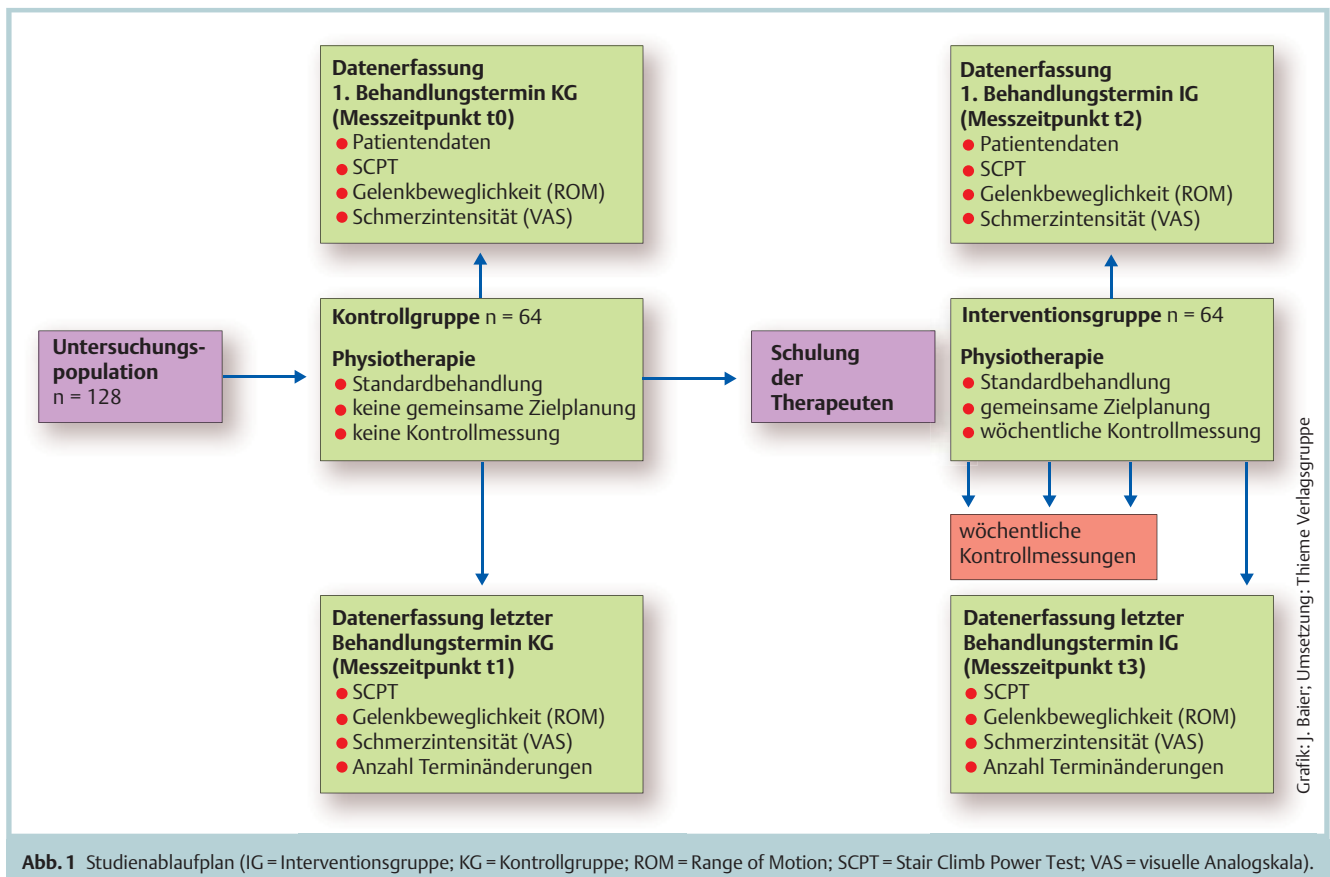 Datenerfassung
1. Behandlungstermin KG
(Messzeitpunkt t0)
● Patientendaten
● SCPT
● Gelenkbeweglichkeit (ROM)
● Schmerzintensität (VAS)
Datenerfassung
1. Behandlungstermin IG
(Messzeitpunkt t2)
● Patientendaten
● SCPT
● Gelenkbeweglichkeit (ROM)
● Schmerzintensität (VAS)
Untersuchungs-
population
n = 128
Kontrollgruppe n = 64
Physiotherapie
● Standardbehandlung
● keine gemeinsame Zielplanung
● keine Kontrollmessung
Schulung
der
Therapeuten
Interventionsgruppe n = 64
Physiotherapie
● Standardbehandlung
● gemeinsame Zielplanung
● wöchentliche Kontrollmessung
wöchentliche
Kontrollmessungen
Datenerfassung letzter
Behandlungstermin KG
(Messzeitpunkt t1)
● SCPT
● Gelenkbeweglichkeit (ROM)
● Schmerzintensität (VAS)
● Anzahl Terminänderungen
Datenerfassung letzter
Behandlungstermin IG
(Messzeitpunkt t3)
● SCPT
● Gelenkbeweglichkeit (ROM)
● Schmerzintensität (VAS)
● Anzahl Terminänderungen
Grafik: J. Baier; Umsetzung: Thieme Verlagsgruppe
Abb. 1 Studienablaufplan (IG = Interventionsgruppe; KG = Kontrollgruppe; ROM = Range of Motion; SCPT = Stair Climb Power Test; VAS = visuelle Analogskala).